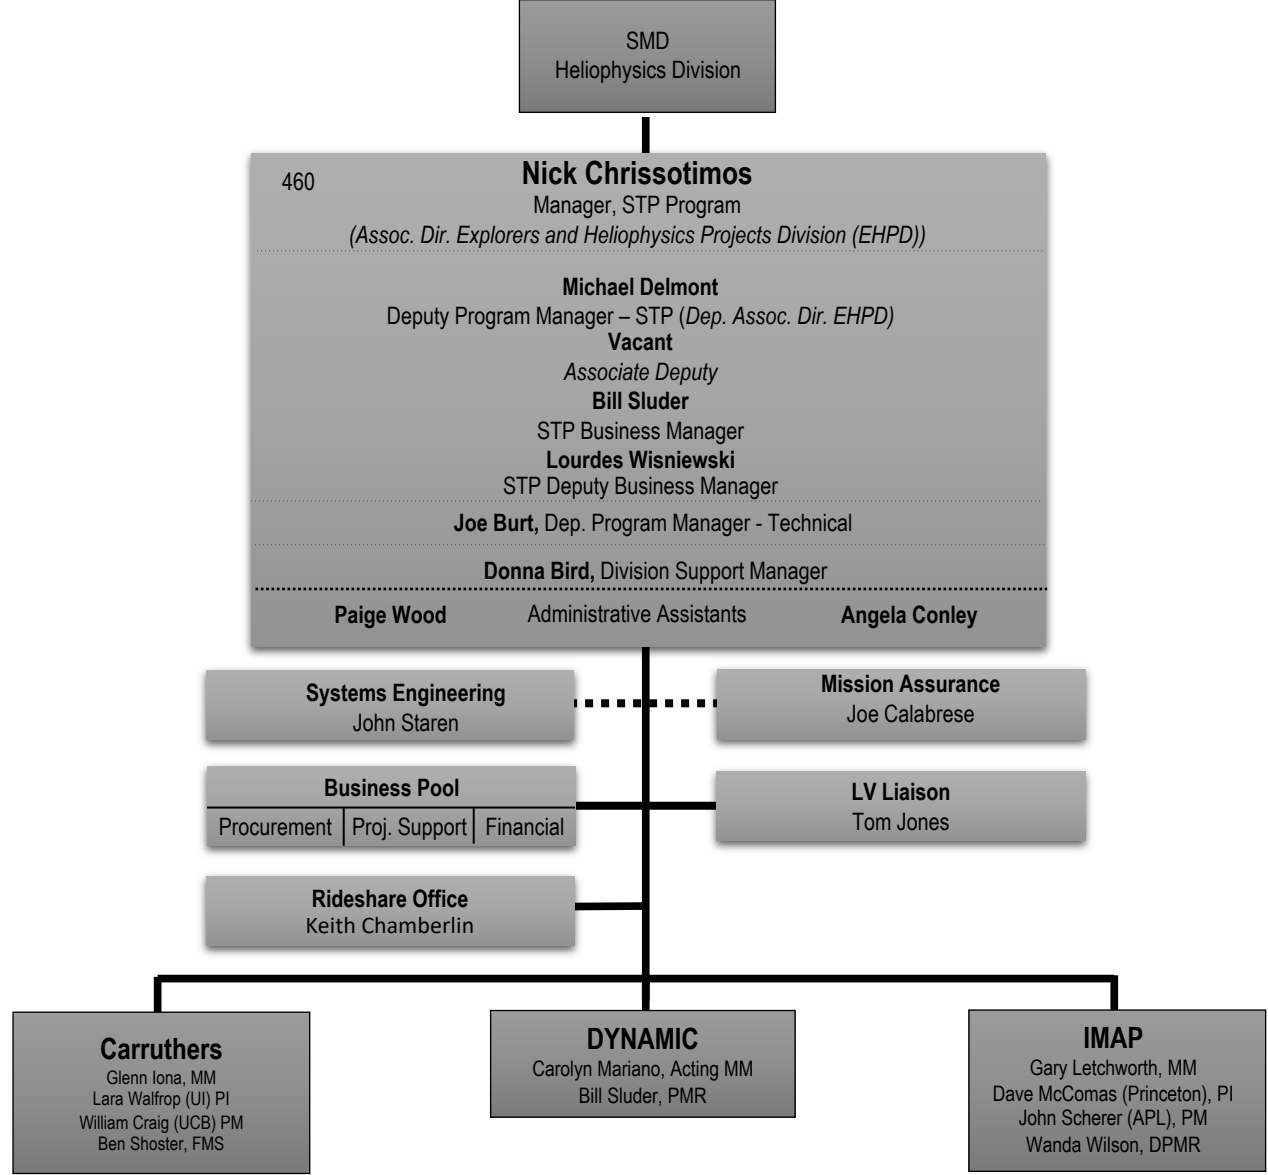 SMD
Heliophysics Division
460
Nick Chrissotimos
Manager, STP Program
(Assoc. Dir. Explorers and Heliophysics Projects Division (EHPD))
Michael Delmont
Deputy Program Manager – STP (Dep. Assoc. Dir. EHPD)
Vacant
Associate Deputy
Bill Sluder
STP Business Manager
Lourdes Wisniewski
STP Deputy Business Manager
Joe Burt, Dep. Program Manager - Technical
Donna Bird, Division Support Manager
Paige Wood Administrative Assistants Angela Conley
Systems Engineering
John Staren
Mission Assurance
Joe Calabrese
Business Pool
Procurement Proj. Support Financial
LV Liaison
Tom Jones
Rideshare Office
Keith Chamberlin
Carruthers
Glenn Iona, MM
Lara Walfrop (UI) PI
William Craig (UCB) PM
Ben Shoster, FMS
DYNAMIC
Carolyn Mariano, Acting MM
Bill Sluder, PMR
IMAP
Gary Letchworth, MM
Dave McComas (Princeton), PI
John Scherer (APL), PM
Wanda Wilson, DPMR